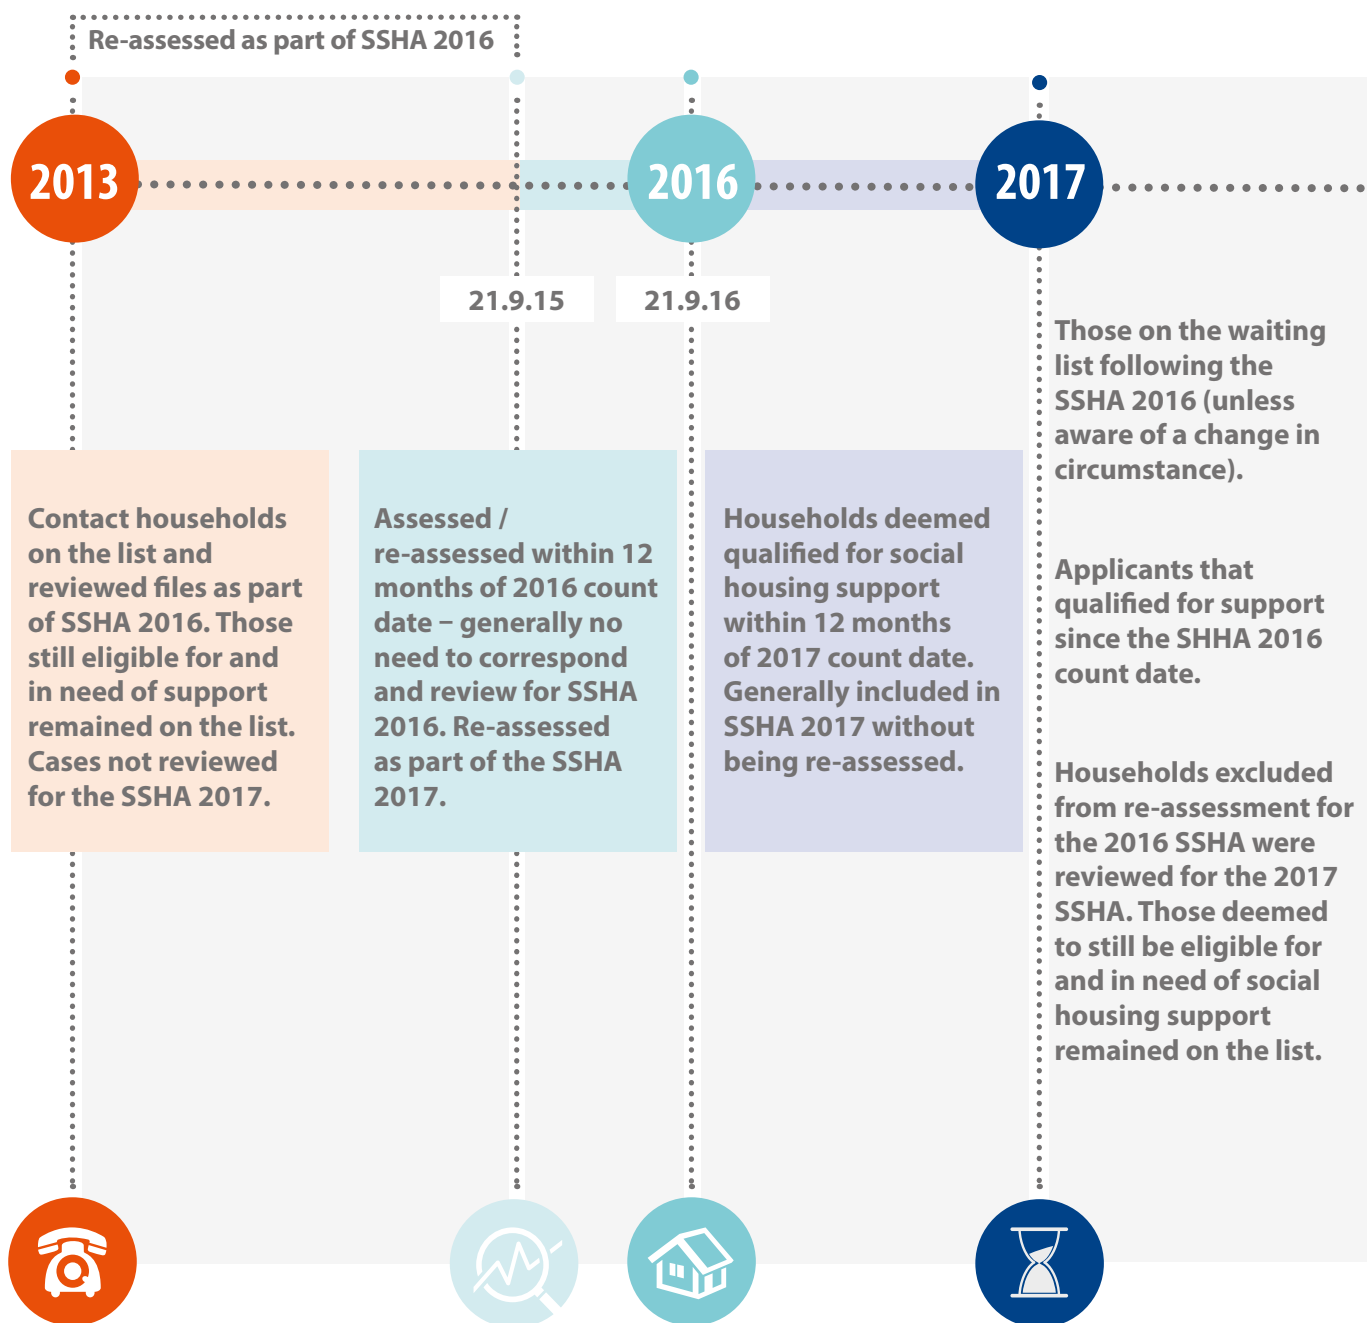 Re-assessed as part of SSHA 2016
2013
2016
2017
21.9.15
21.9.16
Contact households
on the list and
reviewed files as part
of SSHA 2016. Those
still eligible for and
in need of support
remained on the list.
Cases not reviewed
for the SSHA 2017.
Assessed /
re-assessed within 12
months of 2016 count
date – generally no
need to correspond
and review for SSHA
2016. Re-assessed
as part of the SSHA
2017.
Households deemed
qualified for social
housing support
within 12 months
of 2017 count date.
Generally included in
SSHA 2017 without
being re-assessed.
Those on the waiting
list following the
SSHA 2016 (unless
aware of a change in
circumstance).
Applicants that
qualified for support
since the SHHA 2016
count date.
Households excluded
from re-assessment for
the 2016 SSHA were
reviewed for the 2017
SSHA. Those deemed
to still be eligible for
and in need of social
housing support
remained on the list.